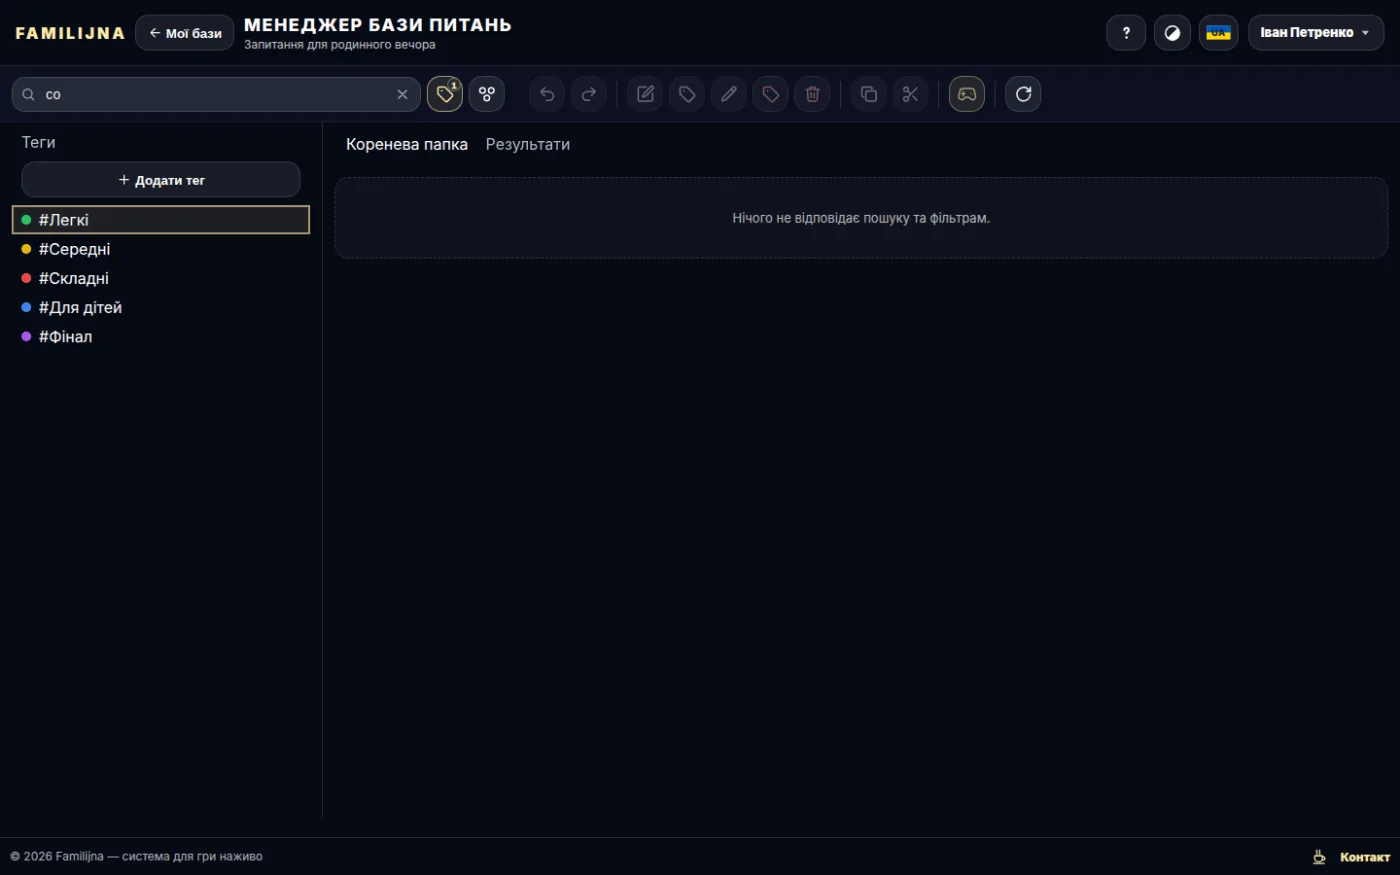 FAMILIJNA
← Мої бази
МЕНЕДЖЕР БАЗИ ПИТАНЬ
Запитання для родинного вечора
?
UA
Іван Петренко
со
1
Теги
+ Додати тег
#Легкі
#Середні
#Складні
#Для дітей
#Фінал
Коренева папка
Результати
Нічого не відповідає пошуку та фільтрам.
© 2026 Familijna — система для гри наживо
Контакт